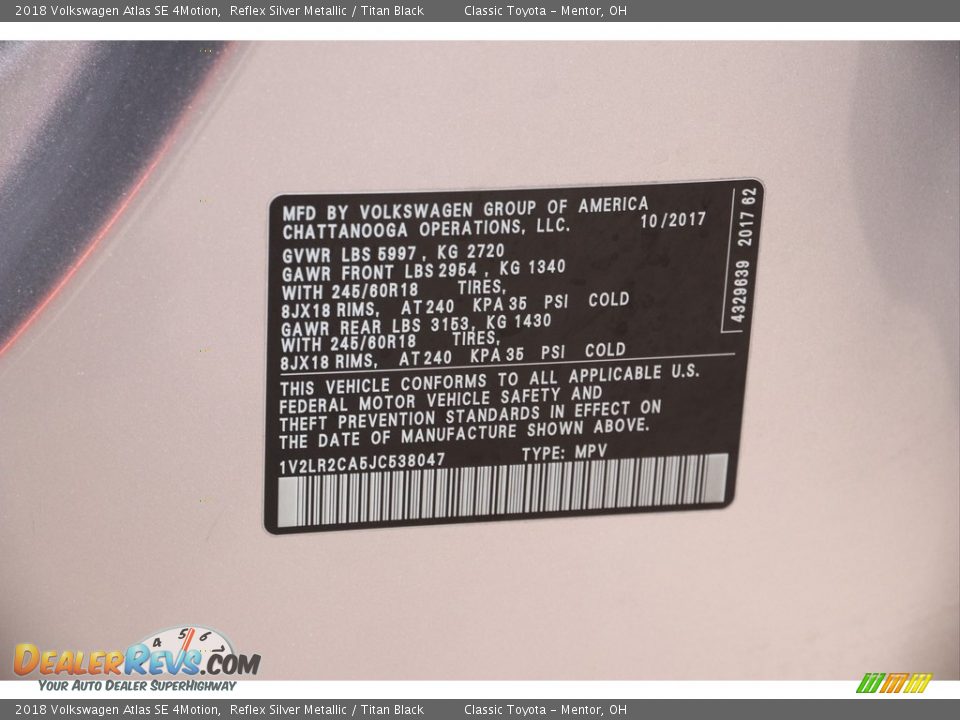 2018 Volkswagen Atlas SE 4Motion, Reflex Silver Metallic / Titan Black Classic Toyota - Mentor, OH
MFD BY VOLKSWAGEN GROUP OF AMERICA
CHATTANOOGA OPERATIONS, LLC. 10/2017
GVWR LBS 5997 , KG 2720
GAWR FRONT LBS 2954 , KG 1340
WITH 245/60R18 TIRES,
8JX18 RIMS, AT 240 KPA 35 PSI COLD
GAWR REAR LBS 3153, KG 1430
WITH 245/60R18 TIRES,
8JX18 RIMS, AT 240 KPA 35 PSI COLD
4329639 2017 62
THIS VEHICLE CONFORMS TO ALL APPLICABLE U.S.
FEDERAL MOTOR VEHICLE SAFETY AND
THEFT PREVENTION STANDARDS IN EFFECT ON
THE DATE OF MANUFACTURE SHOWN ABOVE.
1V2LR2CA5JC538047 TYPE: MPV
4 5 6 7
DEALERREVS.COM
YOUR AUTO DEALER SUPERHIGHWAY
2018 Volkswagen Atlas SE 4Motion, Reflex Silver Metallic / Titan Black Classic Toyota - Mentor, OH